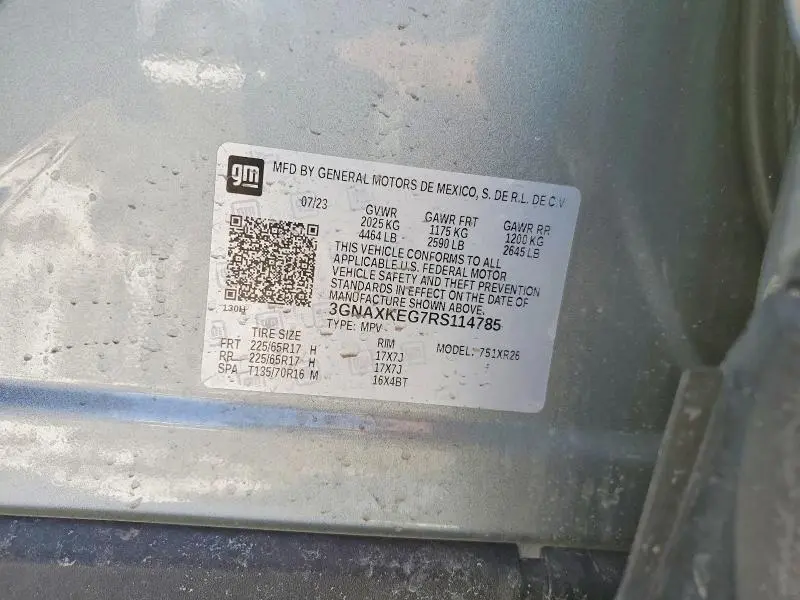 gm MFD BY GENERAL MOTORS DE MEXICO, S. DE R.L. DE C.V
07/23 GVWR GAWR FRT GAWR RR
2025 KG 1175 KG 1200 KG
4464 LB 2590 LB 2645 LB
THIS VEHICLE CONFORMS TO ALL
APPLICABLE U.S. FEDERAL MOTOR
VEHICLE SAFETY AND THEFT PREVENTION
STANDARDS IN EFFECT ON THE DATE OF
MANUFACTURE SHOWN ABOVE.
130H 3GNAXKEG7RS114785
TYPE: MPV
TIRE SIZE RIM MODEL: 751XR26
FRT 225/65R17 H 17X7J
RR 225/65R17 H 17X7J
SPA T135/70R16 M 16X4BT